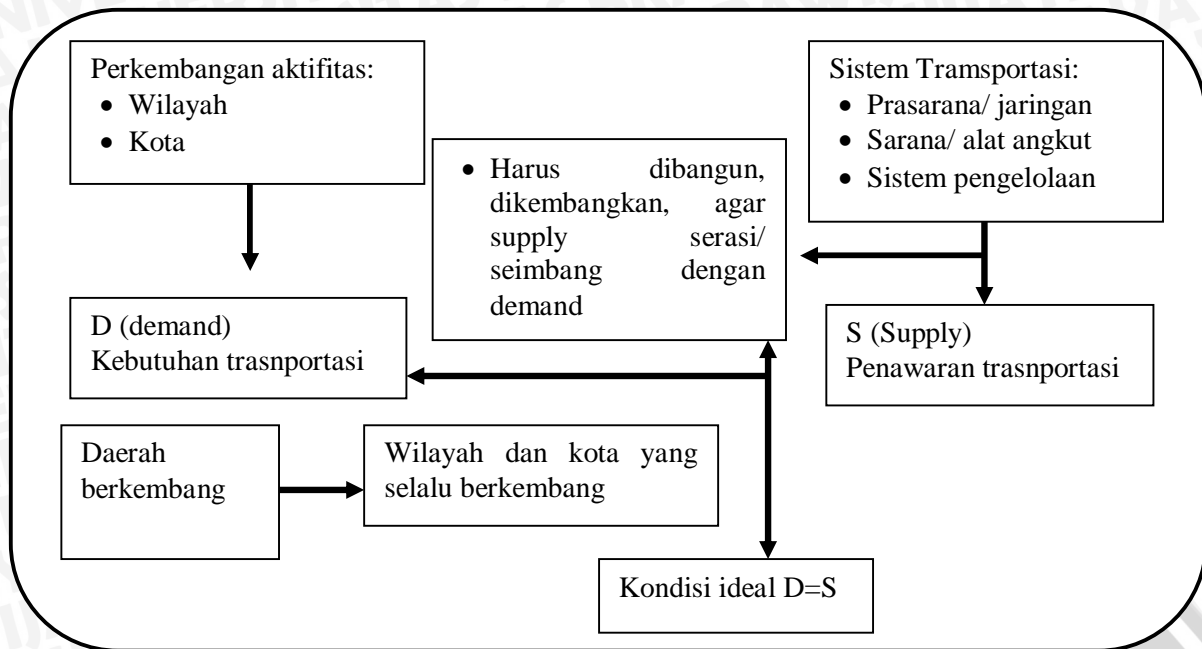 Perkembangan aktifitas:
• Wilayah
• Kota
Sistem Tramsportasi:
• Prasarana/ jaringan
• Sarana/ alat angkut
• Sistem pengelolaan
• Harus dibangun,
dikembangkan, agar
supply serasi/
seimbang dengan
demand
D (demand)
Kebutuhan trasnportasi
S (Supply)
Penawaran trasnportasi
Daerah
berkembang
Wilayah dan kota yang
selalu berkembang
Kondisi ideal D=S